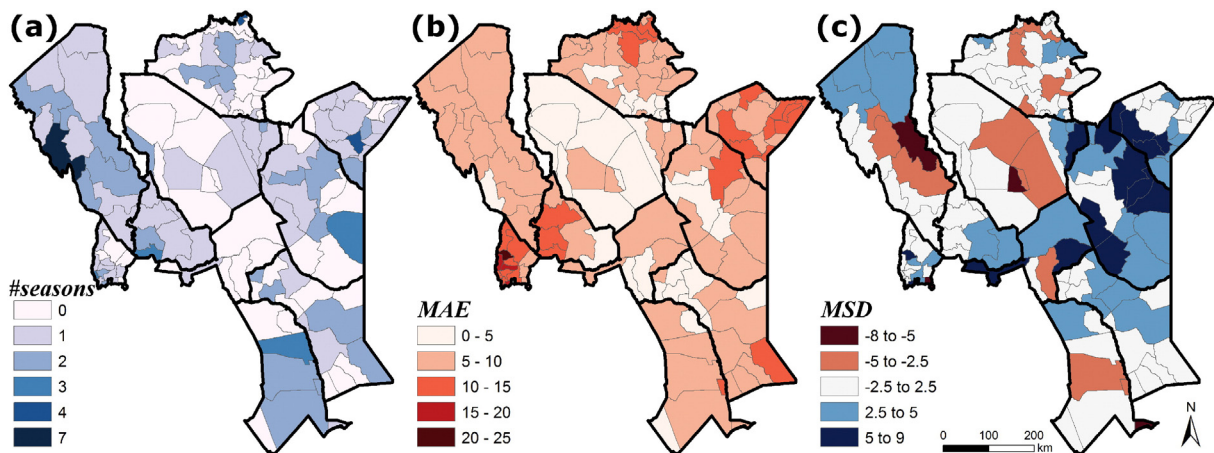 (a)
(b)
(c)
#seasons
0
1
2
3
4
7
MAE
0 - 5
5 - 10
10 - 15
15 - 20
20 - 25
MSD
-8 to -5
-5 to -2.5
-2.5 to 2.5
2.5 to 5
5 to 9
0 100 200
km
N